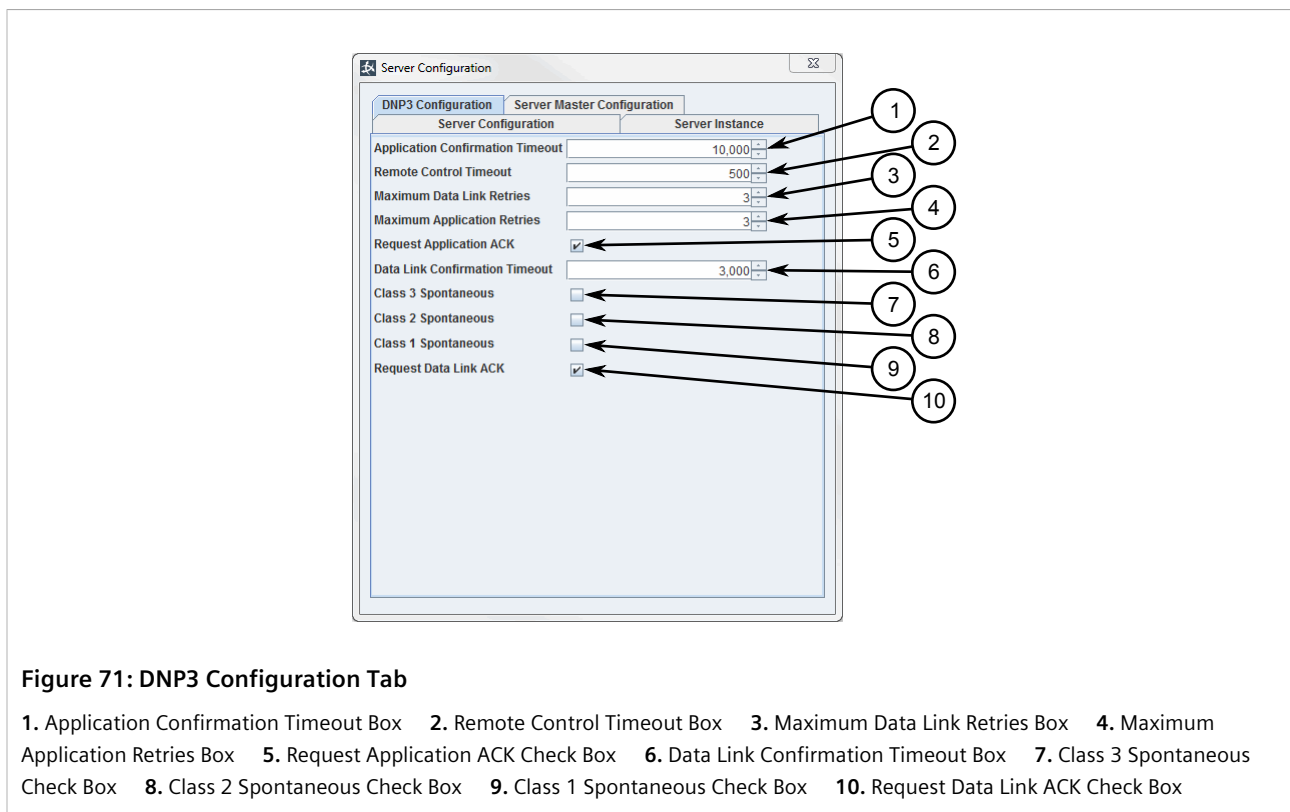 Server Configuration
DNP3 Configuration Server Master Configuration
Server Configuration Server Instance
Application Confirmation Timeout 10,000
1
Remote Control Timeout 500
2
Maximum Data Link Retries 3
3
Maximum Application Retries 3
4
Request Application ACK
5
Data Link Confirmation Timeout 3,000
6
Class 3 Spontaneous
7
Class 2 Spontaneous
8
Class 1 Spontaneous
9
Request Data Link ACK
10
Figure 71: DNP3 Configuration Tab
1. Application Confirmation Timeout Box 2. Remote Control Timeout Box 3. Maximum Data Link Retries Box 4. Maximum
Application Retries Box 5. Request Application ACK Check Box 6. Data Link Confirmation Timeout Box 7. Class 3 Spontaneous
Check Box 8. Class 2 Spontaneous Check Box 9. Class 1 Spontaneous Check Box 10. Request Data Link ACK Check Box